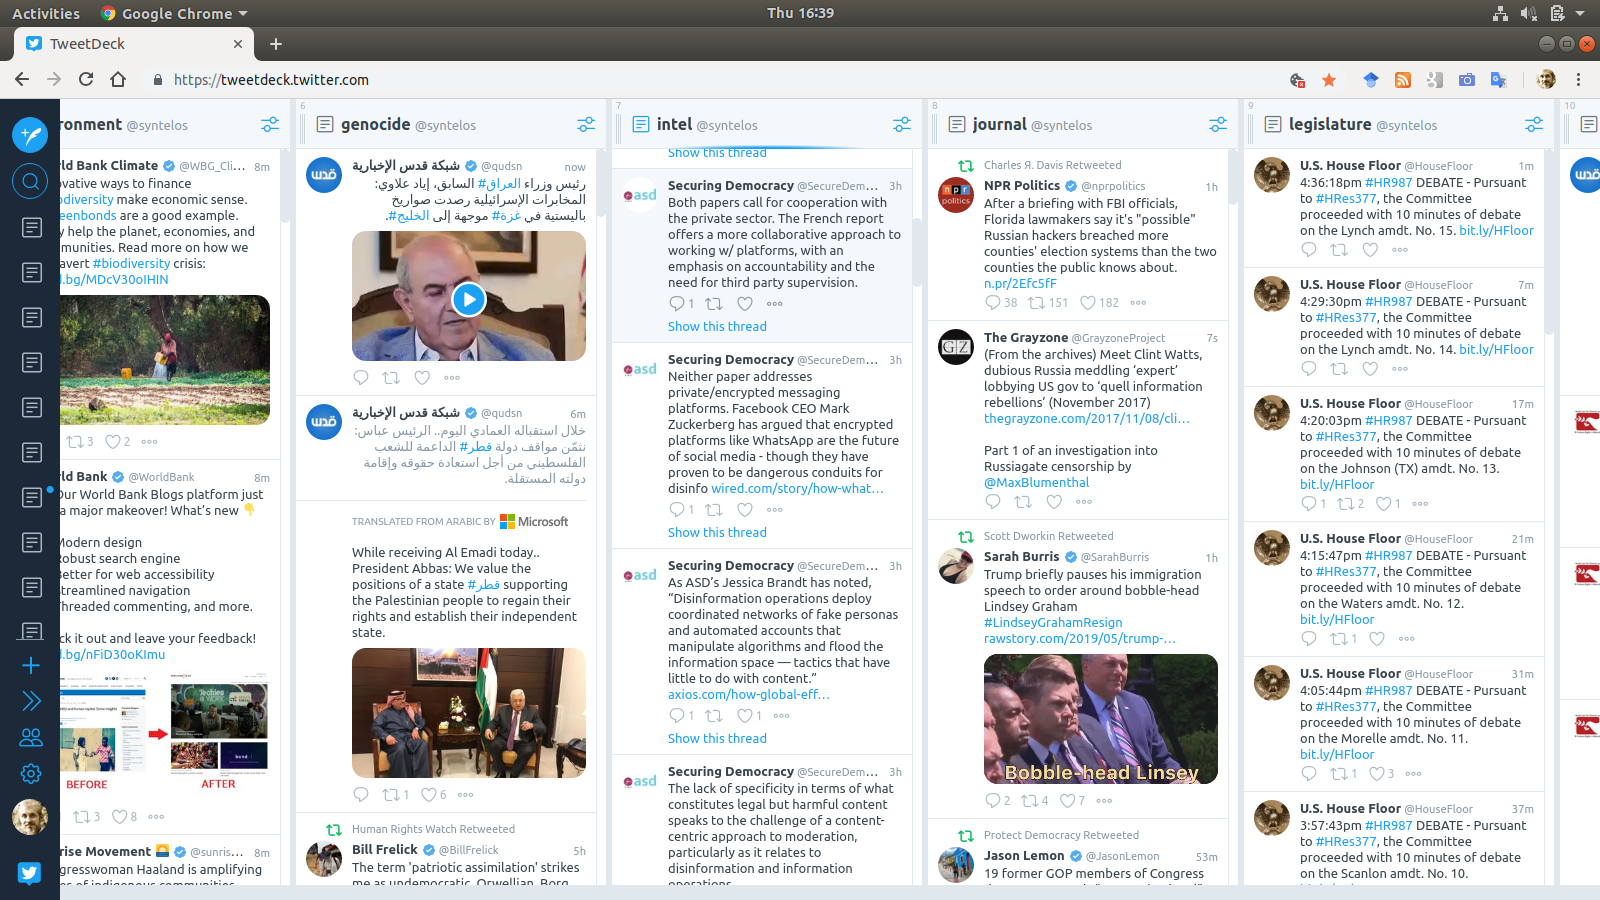 Activities
Google Chrome
Thu 16:39
TweetDeck
https://tweetdeck.twitter.com
ronment @syntelos
ld Bank Climate @WBG_Cli... 8m
ovative ways to finance
odiversity make economic sense.
eenbonds are a good example.
y help the planet, economies, and
munities. Read more on how we
avert #biodiversity crisis:
l.bg/MDcV30oIHIN
3 2
ld Bank @WorldBank 8m
Our World Bank Blogs platform just
a major makeover! What's new 👇
Modern design
Robust search engine
Better for web accessibility
Streamlined navigation
Threaded commenting, and more.
ck it out and leave your feedback!
l.bg/nFiD30oKImu
BEFORE AFTER
3 8
rise Movement @sunris... 8m
gresswoman Haaland is amplifying
6
genocide @syntelos
شبكة قدس الإخبارية @qudsn now
رئيس وزراء العراق# السابق، إياد علاوي:
المخابرات الإسرائيلية رصدت صواريخ
باليستية في غزة# موجهة إلى الخليج#.
قدس
شبكة قدس الإخبارية @qudsn 6m
خلال استقباله العمادي اليوم.. الرئيس عباس:
نثمّن مواقف دولة قطر# الداعمة للشعب
الفلسطيني من أجل استعادة حقوقه وإقامة
دولته المستقلة.
قدس
TRANSLATED FROM ARABIC BY Microsoft
While receiving Al Emadi today..
President Abbas: We value the
positions of a state قطر# supporting
the Palestinian people to regain their
rights and establish their independent
state.
1 6
Human Rights Watch Retweeted
Bill Frelick @BillFrelick 5h
The term 'patriotic assimilation' strikes
me as undemocratic, Orwellian, Borg
7
intel @syntelos
Show this thread
asd
Securing Democracy @SecureDem... 3h
Both papers call for cooperation with
the private sector. The French report
offers a more collaborative approach to
working w/ platforms, with an
emphasis on accountability and the
need for third party supervision.
1
Show this thread
asd
Securing Democracy @SecureDem... 3h
Neither paper addresses
private/encrypted messaging
platforms. Facebook CEO Mark
Zuckerberg has argued that encrypted
platforms like WhatsApp are the future
of social media - though they have
proven to be dangerous conduits for
disinfo wired.com/story/how-what...
1
Show this thread
asd
Securing Democracy @SecureDem... 3h
As ASD's Jessica Brandt has noted,
“Disinformation operations deploy
coordinated networks of fake personas
and automated accounts that
manipulate algorithms and flood the
information space — tactics that have
little to do with content.”
axios.com/how-global-eff...
1 1
Show this thread
asd
Securing Democracy @SecureDem... 3h
The lack of specificity in terms of what
constitutes legal but harmful content
speaks to the challenge of a content-
centric approach to moderation,
particularly as it relates to
disinformation and information
operations.
8
journal @syntelos
Charles Я. Davis Retweeted
npr politics
NPR Politics @nprpolitics 1h
After a briefing with FBI officials,
Florida lawmakers say it's "possible"
Russian hackers breached more
counties' election systems than the two
counties the public knows about.
n.pr/2Efc5fF
38 151 182
GZ
The Grayzone @GrayzoneProject 7s
(From the archives) Meet Clint Watts,
dubious Russia meddling ‘expert’
lobbying US gov to ‘quell information
rebellions’ (November 2017)
thegrayzone.com/2017/11/08/cli...
Part 1 of an investigation into
Russiagate censorship by
@MaxBlumenthal
Scott Dworkin Retweeted
Sarah Burris @SarahBurris 1h
Trump briefly pauses his immigration
speech to order around bobble-head
Lindsey Graham
#LindseyGrahamResign
rawstory.com/2019/05/trump-...
Bobble-head Linsey
2 4 7
Protect Democracy Retweeted
Jason Lemon @JasonLemon 53m
19 former GOP members of Congress
9
legislature @syntelos
U.S. House Floor @HouseFloor 1m
4:36:18pm #HR987 DEBATE - Pursuant
to #HRes377, the Committee
proceeded with 10 minutes of debate
on the Lynch amdt. No. 15. bit.ly/HFloor
U.S. House Floor @HouseFloor 7m
4:29:30pm #HR987 DEBATE - Pursuant
to #HRes377, the Committee
proceeded with 10 minutes of debate
on the Lynch amdt. No. 14. bit.ly/HFloor
U.S. House Floor @HouseFloor 17m
4:20:03pm #HR987 DEBATE - Pursuant
to #HRes377, the Committee
proceeded with 10 minutes of debate
on the Johnson (TX) amdt. No. 13.
bit.ly/HFloor
1 2 1
U.S. House Floor @HouseFloor 21m
4:15:47pm #HR987 DEBATE - Pursuant
to #HRes377, the Committee
proceeded with 10 minutes of debate
on the Waters amdt. No. 12.
bit.ly/HFloor
1
U.S. House Floor @HouseFloor 31m
4:05:44pm #HR987 DEBATE - Pursuant
to #HRes377, the Committee
proceeded with 10 minutes of debate
on the Morelle amdt. No. 11.
bit.ly/HFloor
1 3
U.S. House Floor @HouseFloor 37m
3:57:43pm #HR987 DEBATE - Pursuant
to #HRes377, the Committee
proceeded with 10 minutes of debate
on the Scanlon amdt. No. 10.
10
قدس